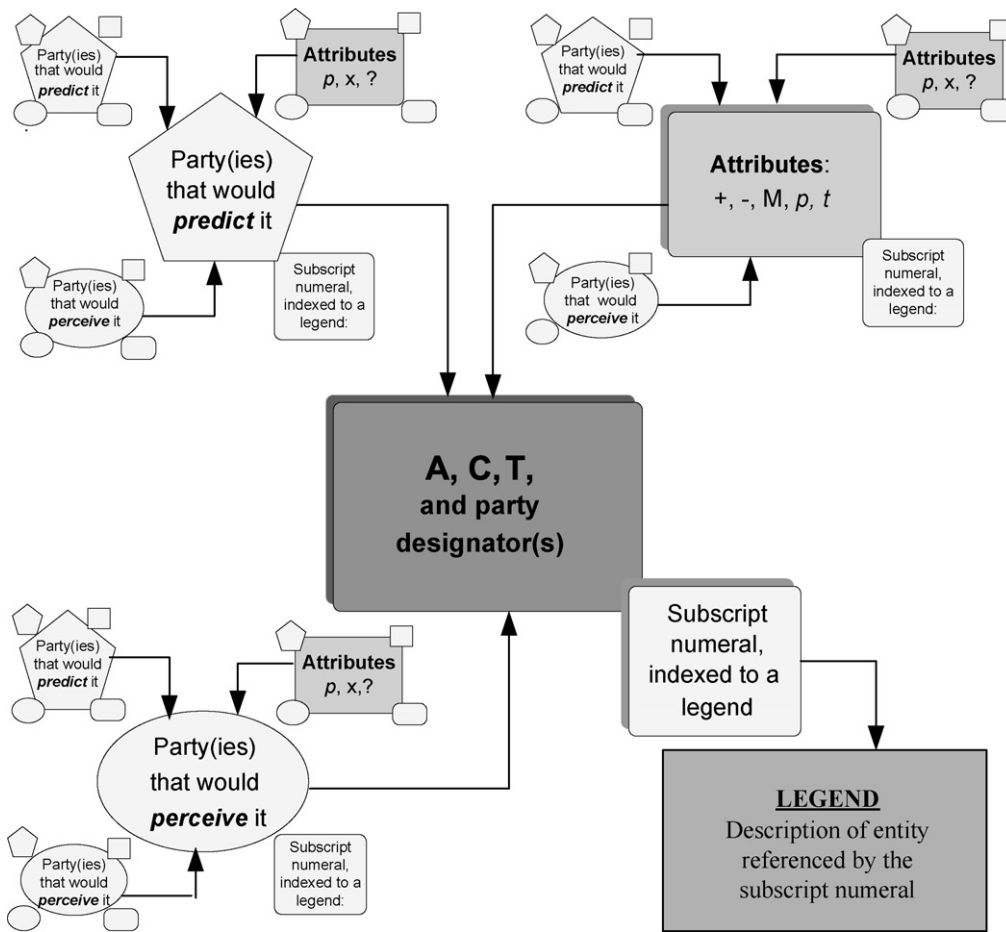 Party(ies)
that would
predict it
Attributes
p, x, ?
Party(ies)
that would
predict it
Party(ies)
that would
perceive it
Subscript
numeral,
indexed to a
legend:
Party(ies)
that would
predict it
Attributes
p, x, ?
Attributes:
+, -, M, p, t
Party(ies)
that would
perceive it
Subscript
numeral,
indexed to a
legend:
A, C, T,
and party
designator(s)
Subscript
numeral,
indexed to a
legend
Party(ies)
that would
predict it
Attributes
p, x,?
Party(ies)
that would
perceive it
Party(ies)
that would
perceive it
Subscript
numeral,
indexed to a
legend:
LEGEND
Description of entity
referenced by the
subscript numeral